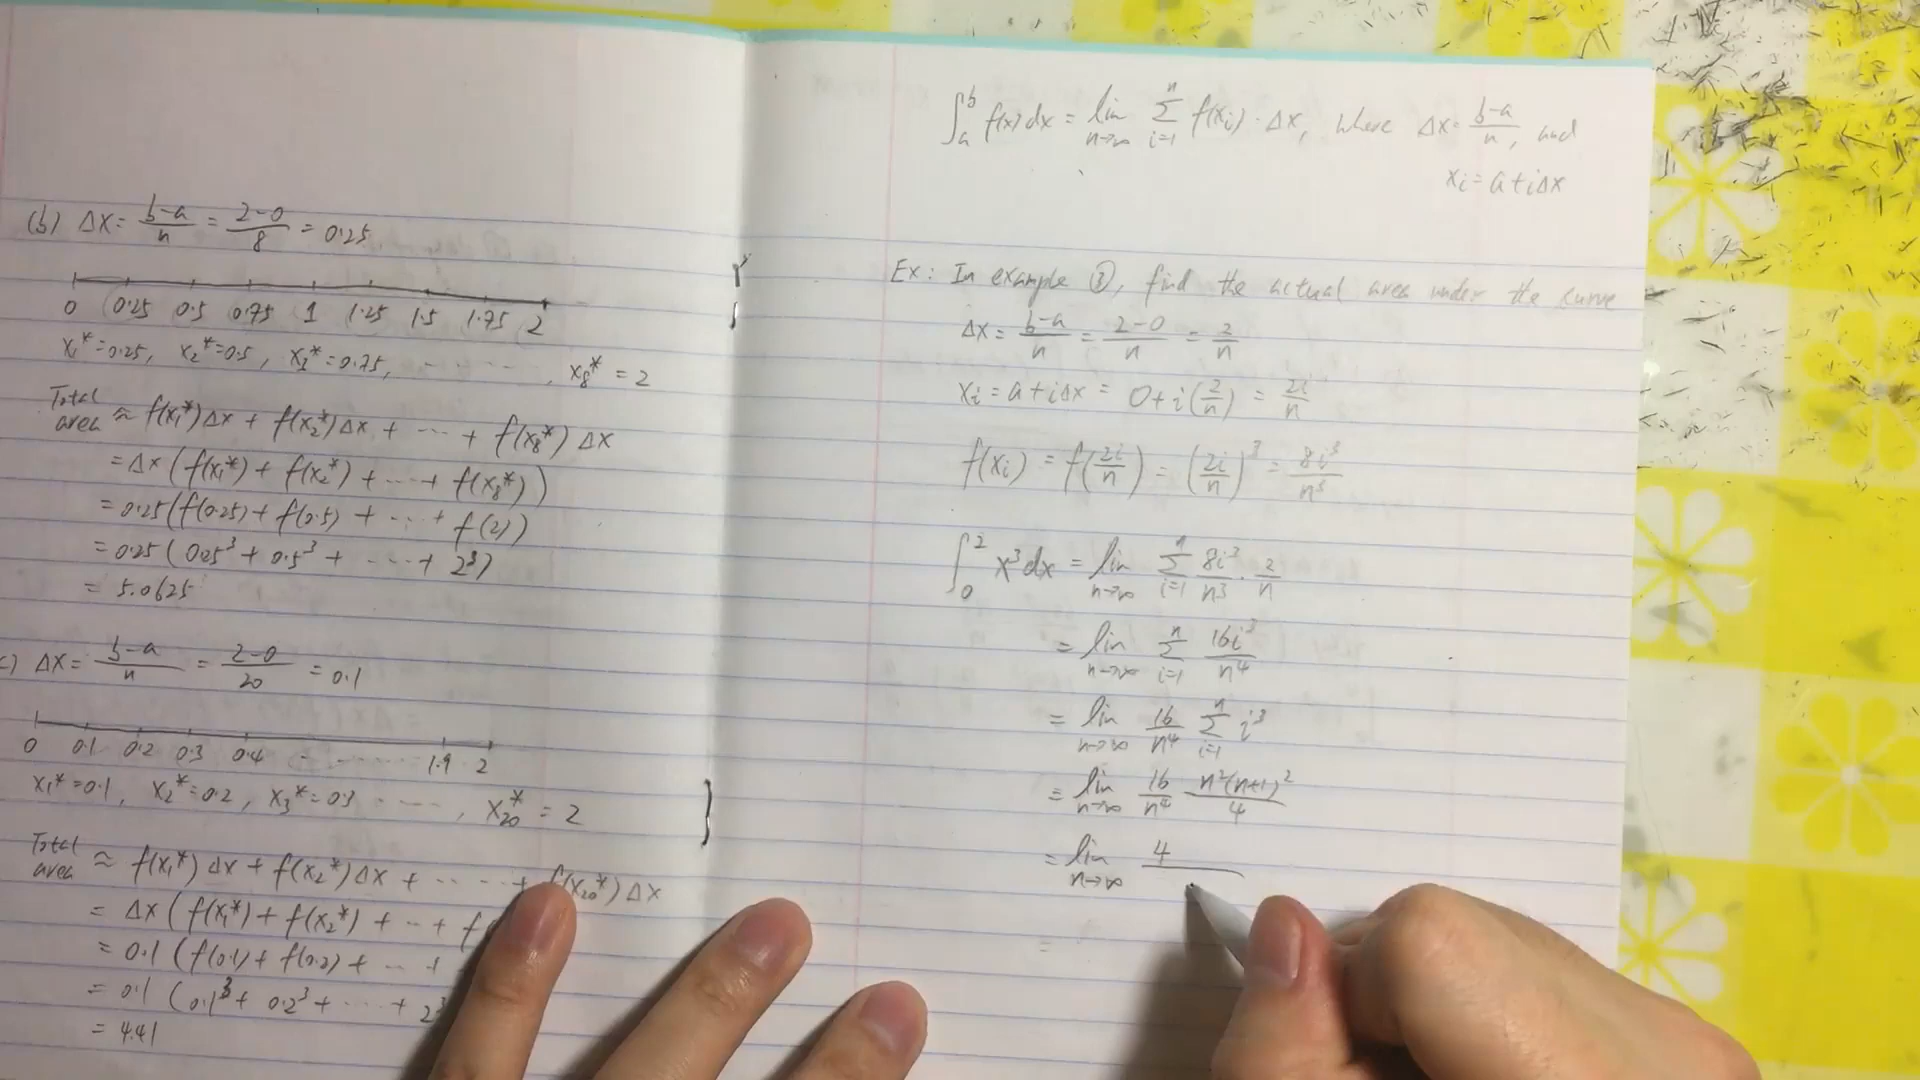 (b) Δx = b-a/n = 2-0/8 = 0.25
0 0.25 0.5 0.75 1 1.25 1.5 1.75 2
x₁* = 0.25, x₂* = 0.5, x₃* = 0.75, ........, x₈* = 2
Total area ≈ f(x₁*)Δx + f(x₂*)Δx + ... + f(x₈*)Δx
= Δx (f(x₁*) + f(x₂*) + ... + f(x₈*))
= 0.25 (f(0.25) + f(0.5) + ... + f(2))
= 0.25 (0.25³ + 0.5³ + ... + 2³)
= 5.0625
c) Δx = b-a/n = 2-0/20 = 0.1
0 0.1 0.2 0.3 0.4 ........ 1.9 2
x₁* = 0.1, x₂* = 0.2, x₃* = 0.3 ....., x₂₀* = 2
Total area ≈ f(x₁*)Δx + f(x₂*)Δx + ..... + f(x₂₀*)Δx
= Δx (f(x₁*) + f(x₂*) + ... + f
= 0.1 (f(0.1) + f(0.2) + ... +
= 0.1 (0.1³ + 0.2³ + ... + 2³
= 4.41
∫ₐᵇ f(x) dx = lim n→∞ Σ i=1 n f(xᵢ) · Δx, where Δx = b-a/n, and
xᵢ = a + iΔx
Ex: In example ③, find the actual area under the curve
Δx = b-a/n = 2-0/n = 2/n
xᵢ = a + iΔx = 0 + i(2/n) = 2i/n
f(xᵢ) = f(2i/n) = (2i/n)³ = 8i³/n³
∫₀² x³ dx = lim n→∞ Σ i=1 n 8i³/n³ · 2/n
= lim n→∞ Σ i=1 n 16i³/n⁴
= lim n→∞ 16/n⁴ Σ i=1 n i³
= lim n→∞ 16/n⁴ n²(n+1)²/4
= lim n→∞ 4
=